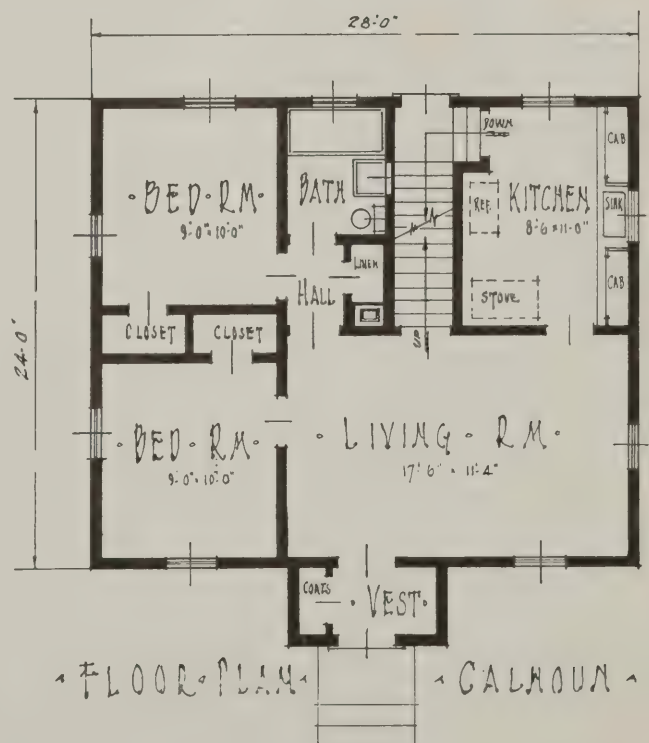 28'-0"
DOWN
CAB
·BED·RM·
9'-0"×10'-0"
BATH
REF.
KITCHEN
8'-6"×11'-0"
SINK
LINEN
HALL
CAB
STOVE
CLOSET
CLOSET
UP
24'-0"
·BED·RM·
9'-0"×10'-0"
·LIVING·RM·
17'-6" × 11'-4"
COATS
·VEST·
·FLOOR·PLAN·
·CALHOUN·